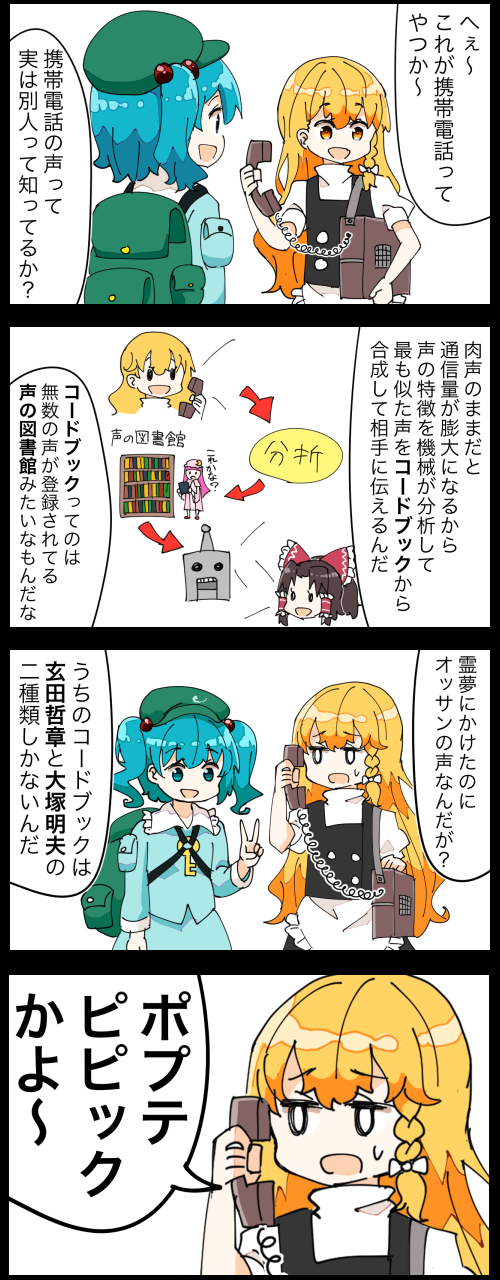 へぇ〜
これが携帯電話って
やつか〜
携帯電話の声って
実は別人って知ってるか？
肉声のままだと
通信量が膨大になるから
声の特徴を機械が分析して
最も似た声をコードブックから
合成して相手に伝えるんだ
分析
声の図書館
これかな？
コードブックってのは
無数の声が登録されてる
声の図書館みたいなもんだな
霊夢にかけたのに
オッサンの声なんだが？
うちのコードブックは
玄田哲章と大塚明夫の
二種類しかないんだ
ポプテ
ピピック
かよ〜